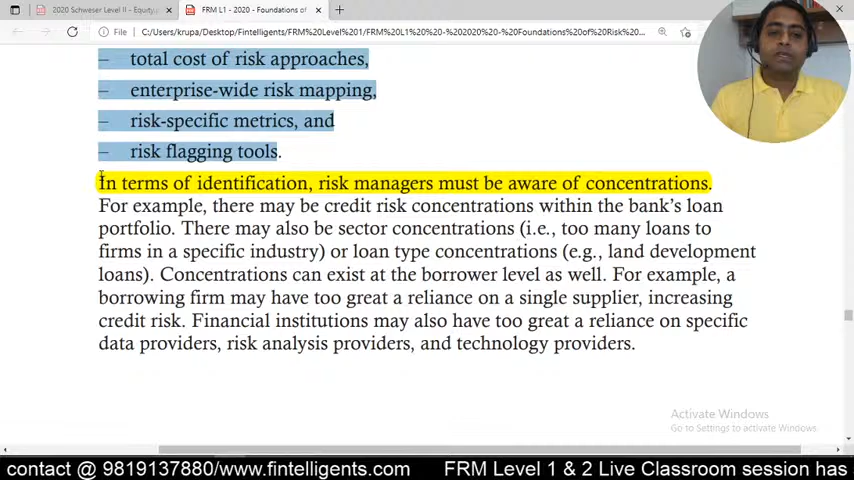 2020 Schweser Level II - Equity
FRM L1 - 2020 - Foundations of
File
C:/Users/krupa/Desktop/Fintelligents/FRM%20Level%201/FRM%20L1%20%20-%202020%20-%20Foundations%20of%20Risk%20M...
– total cost of risk approaches,
– enterprise-wide risk mapping,
– risk-specific metrics, and
– risk flagging tools.
In terms of identification, risk managers must be aware of concentrations.
For example, there may be credit risk concentrations within the bank's loan
portfolio. There may also be sector concentrations (i.e., too many loans to
firms in a specific industry) or loan type concentrations (e.g., land development
loans). Concentrations can exist at the borrower level as well. For example, a
borrowing firm may have too great a reliance on a single supplier, increasing
credit risk. Financial institutions may also have too great a reliance on specific
data providers, risk analysis providers, and technology providers.
Activate Windows
Go to Settings to activate Windows.
contact @ 9819137880/www.fintelligents.com FRM Level 1 & 2 Live Classroom session has